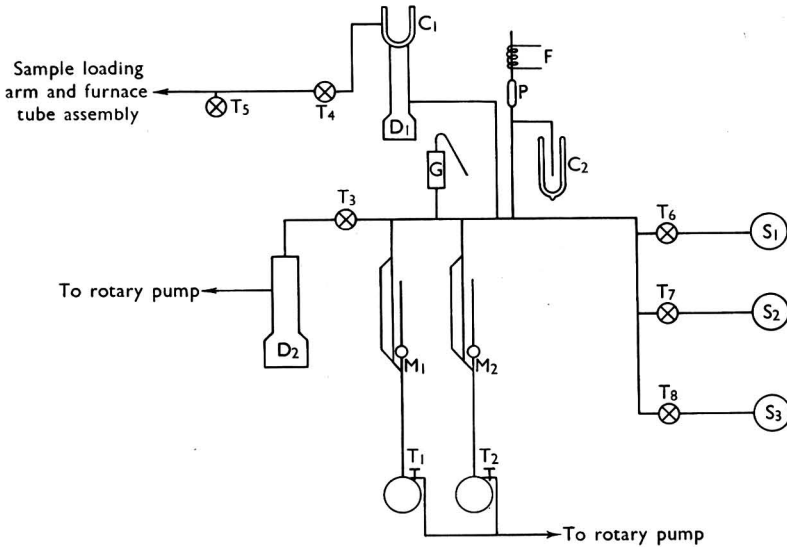 C1
F
Sample loading
arm and furnace
tube assembly
T5
T4
P
D1
C2
G
T3
T6
S1
To rotary pump
T7
S2
D2
M1
M2
T8
S3
T1
T2
To rotary pump